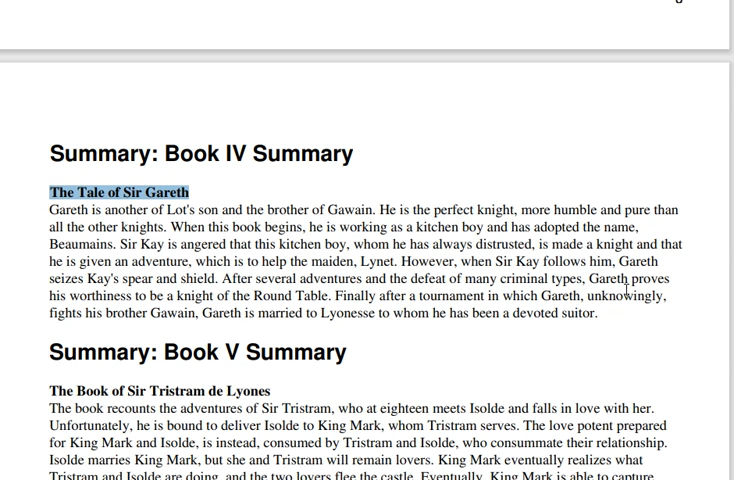 Summary: Book IV Summary
The Tale of Sir Gareth
Gareth is another of Lot's son and the brother of Gawain. He is the perfect knight, more humble and pure than
all the other knights. When this book begins, he is working as a kitchen boy and has adopted the name,
Beaumains. Sir Kay is angered that this kitchen boy, whom he has always distrusted, is made a knight and that
he is given an adventure, which is to help the maiden, Lynet. However, when Sir Kay follows him, Gareth
seizes Kay's spear and shield. After several adventures and the defeat of many criminal types, Gareth proves
his worthiness to be a knight of the Round Table. Finally after a tournament in which Gareth, unknowingly,
fights his brother Gawain, Gareth is married to Lyonesse to whom he has been a devoted suitor.
Summary: Book V Summary
The Book of Sir Tristram de Lyones
The book recounts the adventures of Sir Tristram, who at eighteen meets Isolde and falls in love with her.
Unfortunately, he is bound to deliver Isolde to King Mark, whom Tristram serves. The love potent prepared
for King Mark and Isolde, is instead, consumed by Tristram and Isolde, who consummate their relationship.
Isolde marries King Mark, but she and Tristram will remain lovers. King Mark eventually realizes what
Tristram and Isolde are doing, and the two lovers flee the castle. Eventually, King Mark is able to capture